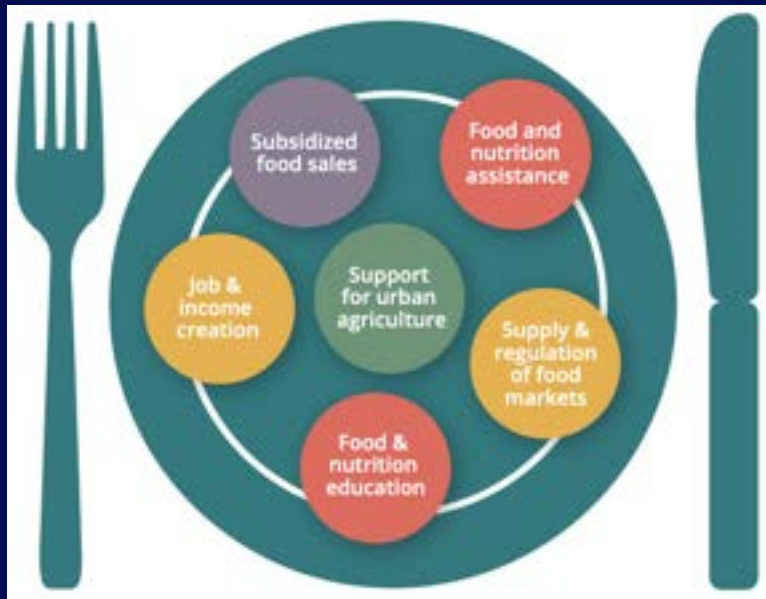 Subsidized
food sales
Food and
nutrition
assistance
Job &
income
creation
Support
for urban
agriculture
Supply &
regulation
of food
markets
Food &
nutrition
education